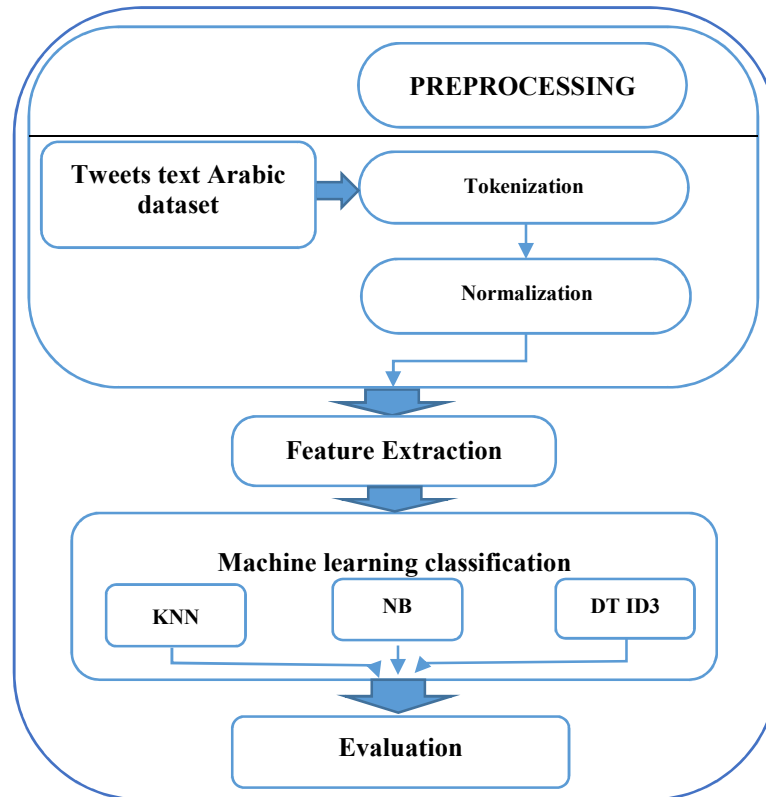 PREPROCESSING
Tweets text Arabic
dataset
Tokenization
Normalization
Feature Extraction
Machine learning classification
KNN
NB
DT ID3
Evaluation